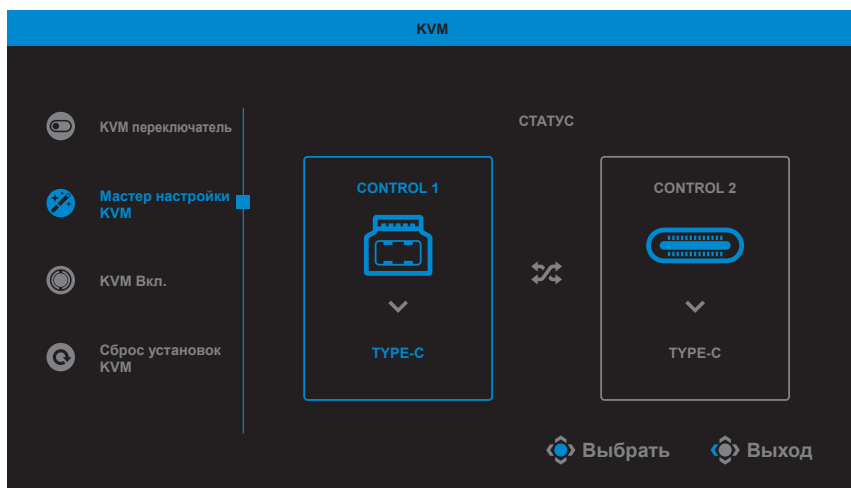 KVM
KVM переключатель
Мастер настройки
KVM
KVM Вкл.
Сброс установок
KVM
СТАТУС
CONTROL 1
TYPE-C
CONTROL 2
TYPE-C
Выбрать
Выход